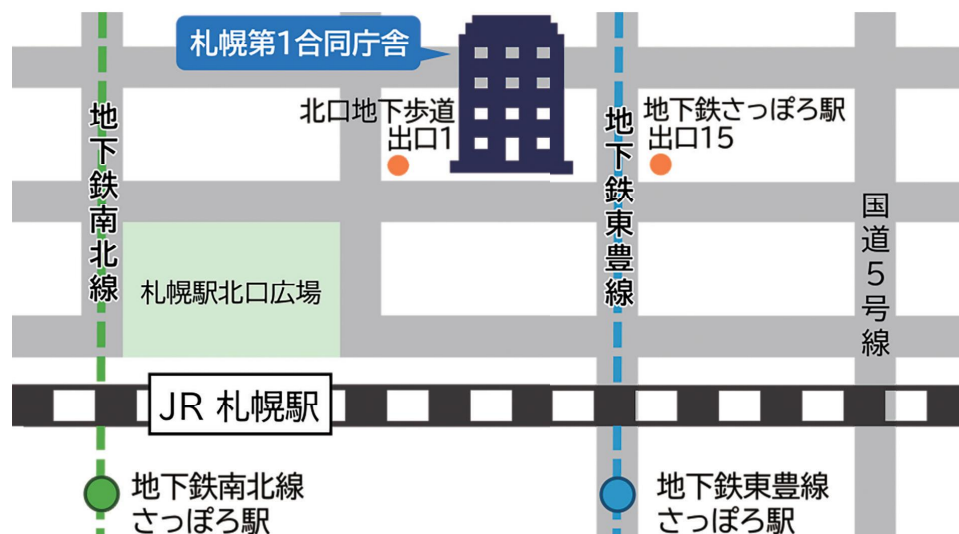 札幌第1合同庁舎
北口地下歩道
出口1
地下鉄さっぽろ駅
出口15
地下鉄南北線
地下鉄東豊線
国道5号線
札幌駅北口広場
JR 札幌駅
地下鉄南北線
さっぽろ駅
地下鉄東豊線
さっぽろ駅